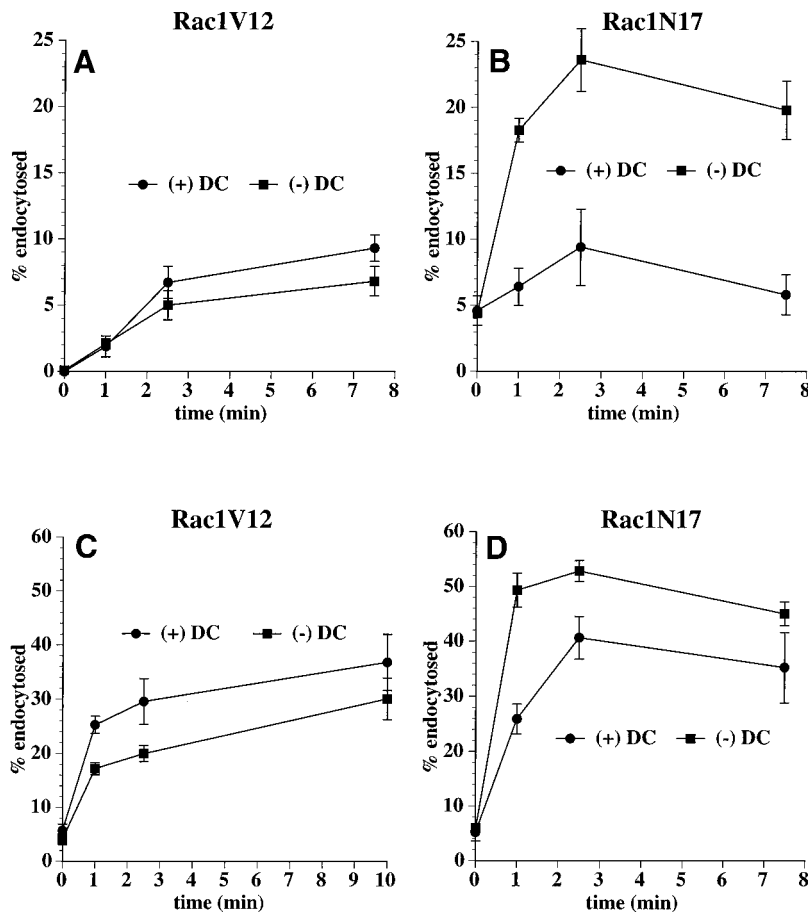 Rac1V12
A
25
20
15
10
5
0
% endocytosed
(+) DC (-) DC
0 1 2 3 4 5 6 7 8
time (min)
Rac1N17
B
25
20
15
10
5
0
% endocytosed
(+) DC (-) DC
0 1 2 3 4 5 6 7 8
time (min)
Rac1V12
C
60
50
40
30
20
10
0
% endocytosed
(+) DC (-) DC
0 1 2 3 4 5 6 7 8 9 10
time (min)
Rac1N17
D
60
50
40
30
20
10
0
% endocytosed
(+) DC (-) DC
0 1 2 3 4 5 6 7 8
time (min)